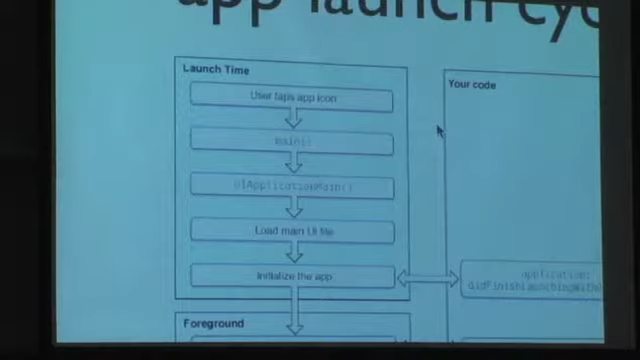 app launch cyc
Launch Time
User taps app icon
main()
UIApplicationMain()
Load main UI file
Initialize the app
Your code
application:
didFinishLaunchingWith
Foreground